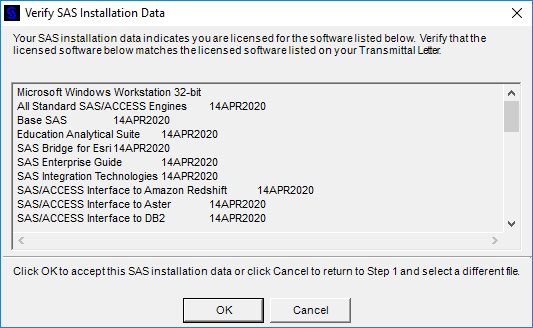 Verify SAS Installation Data
Your SAS installation data indicates you are licensed for the software listed below. Verify that the
licensed software below matches the licensed software listed on your Transmittal Letter.
Microsoft Windows Workstation 32-bit
All Standard SAS/ACCESS Engines 14APR2020
Base SAS 14APR2020
Education Analytical Suite 14APR2020
SAS Bridge for Esri 14APR2020
SAS Enterprise Guide 14APR2020
SAS Integration Technologies 14APR2020
SAS/ACCESS Interface to Amazon Redshift 14APR2020
SAS/ACCESS Interface to Aster 14APR2020
SAS/ACCESS Interface to DB2 14APR2020
Click OK to accept this SAS installation data or click Cancel to return to Step 1 and select a different file.
OK Cancel